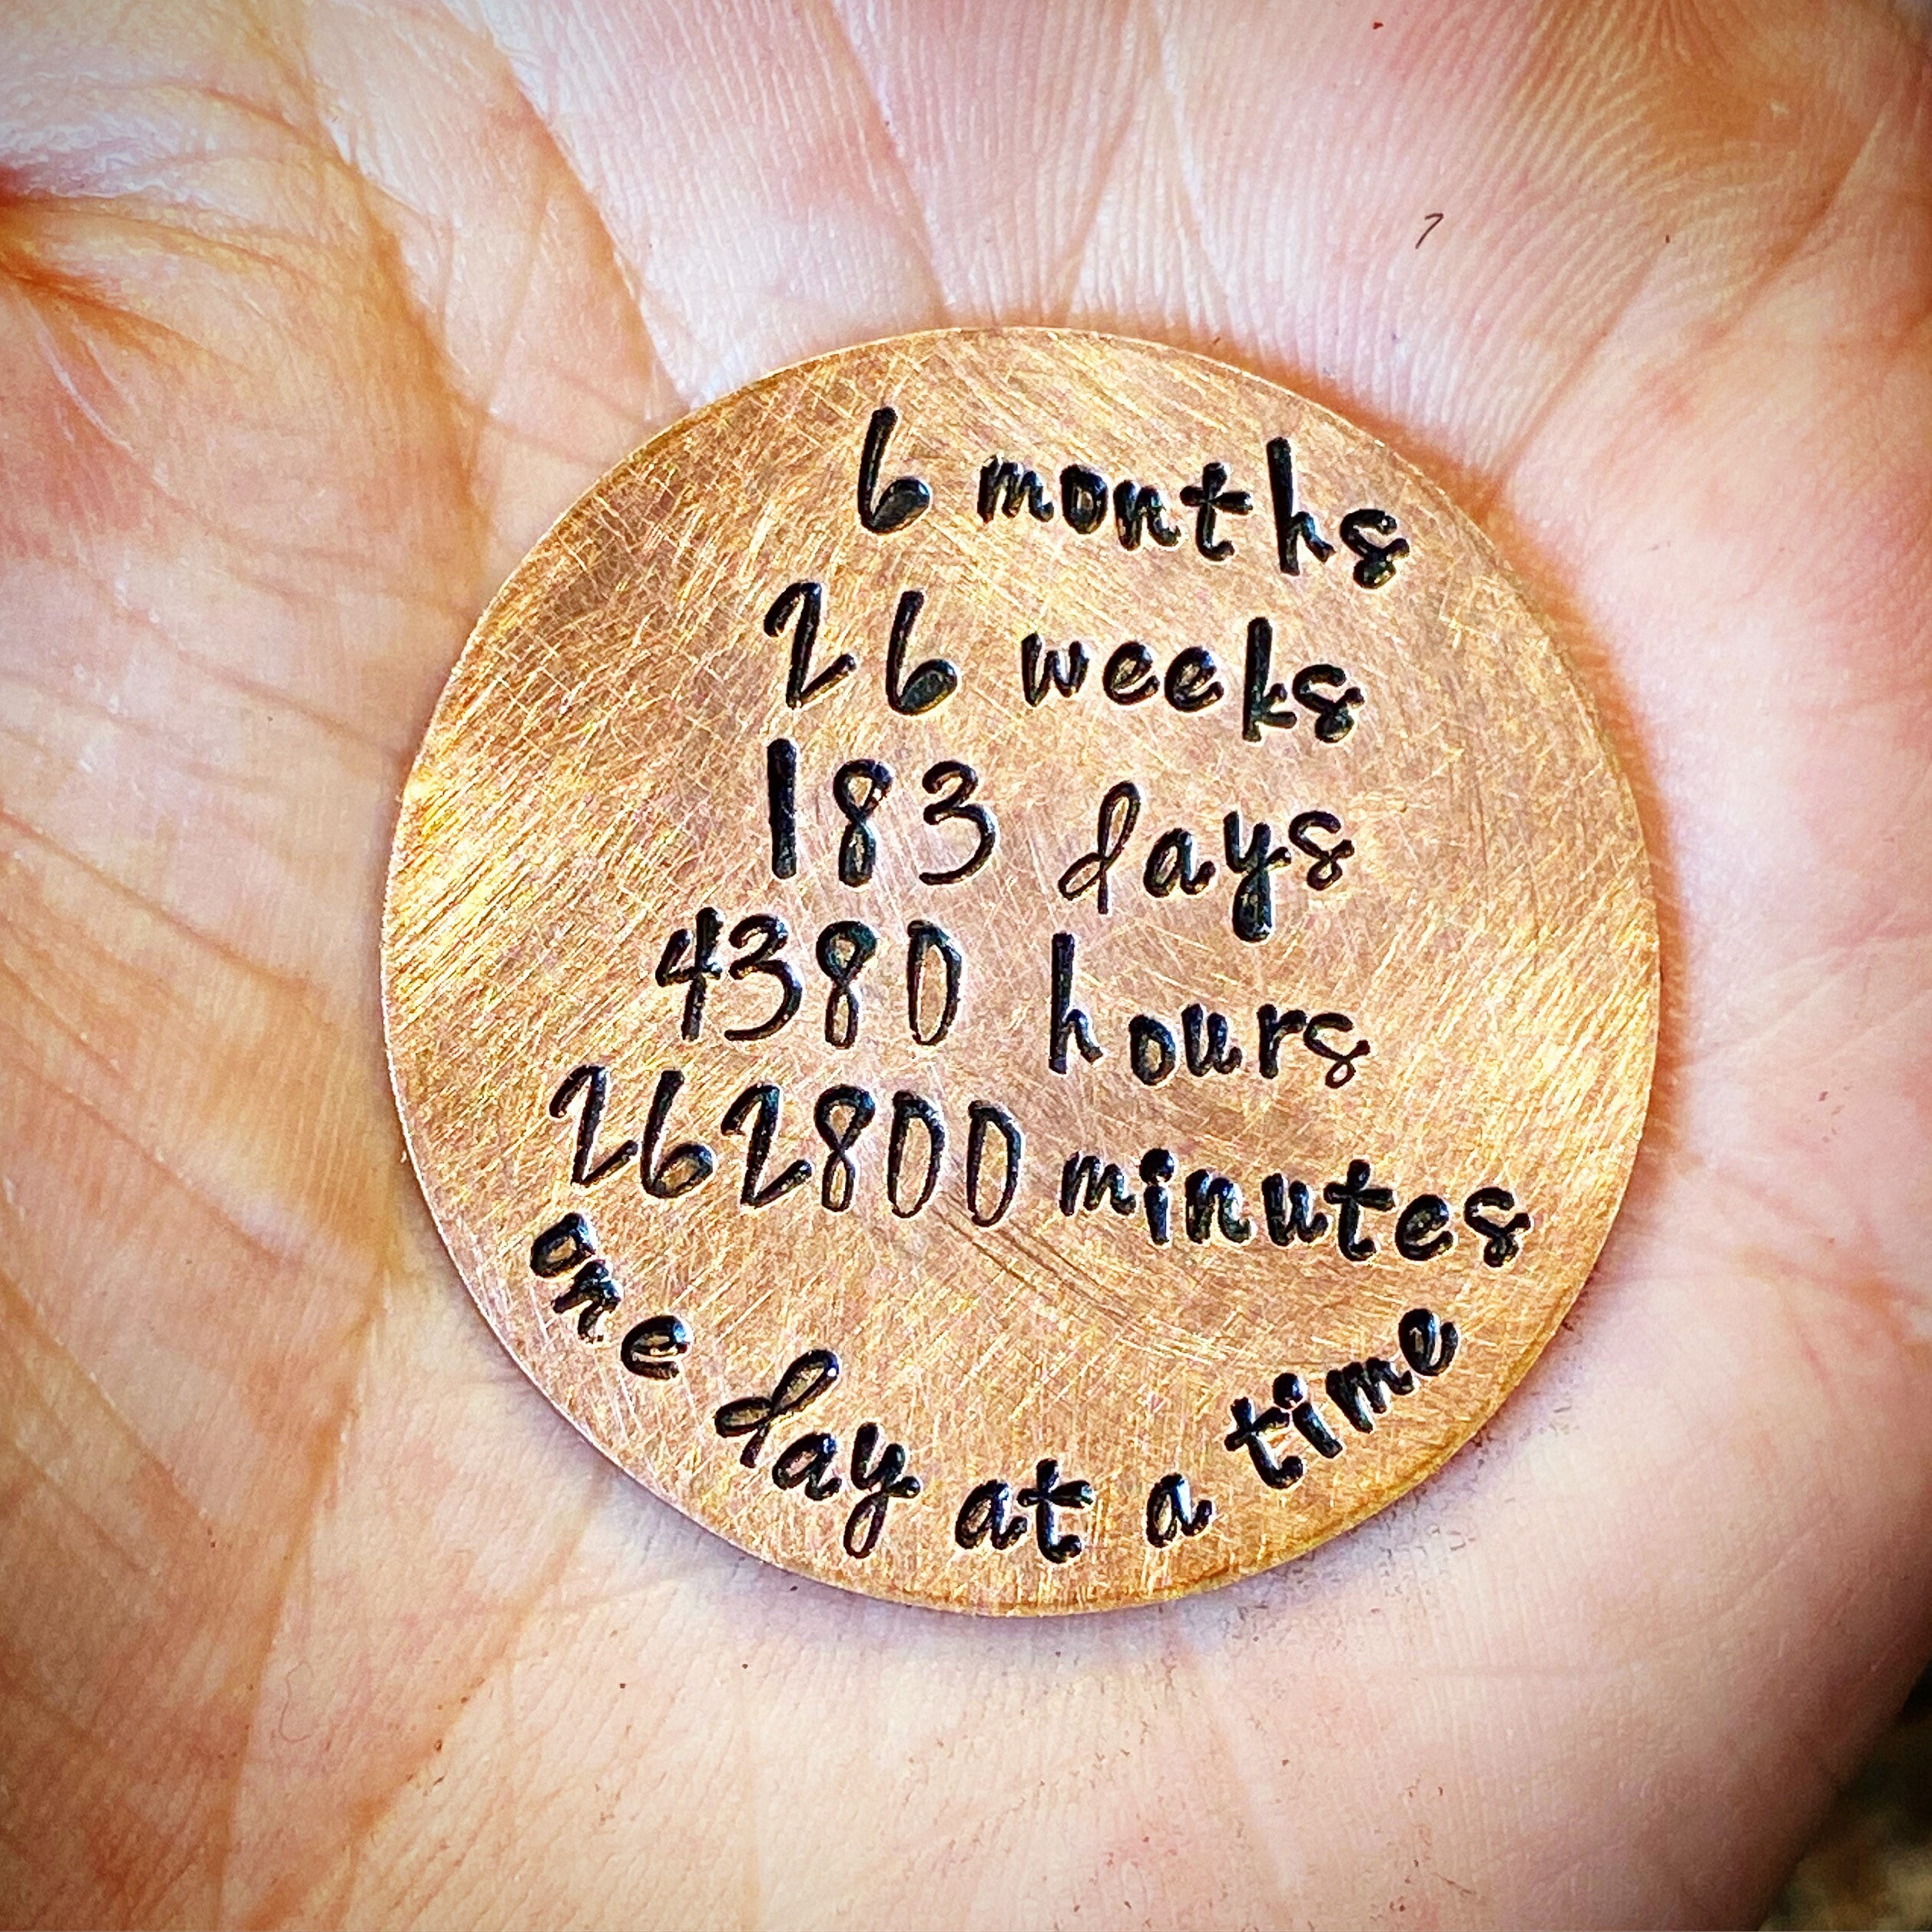 6 months
26 weeks
183 days
4380 hours
262800 minutes
one day at a time